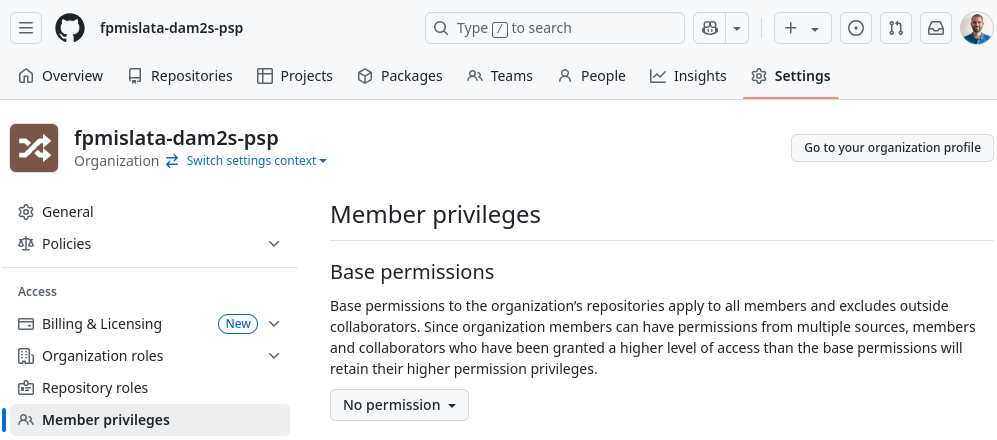 fpmislata-dam2s-psp
Type / to search
Overview
Repositories
Projects
Packages
Teams
People
Insights
Settings
fpmislata-dam2s-psp
Organization Switch settings context
Go to your organization profile
General
Policies
Access
Billing & Licensing New
Organization roles
Repository roles
Member privileges
Member privileges
Base permissions
Base permissions to the organization’s repositories apply to all members and excludes outside
collaborators. Since organization members can have permissions from multiple sources, members
and collaborators who have been granted a higher level of access than the base permissions will
retain their higher permission privileges.
No permission